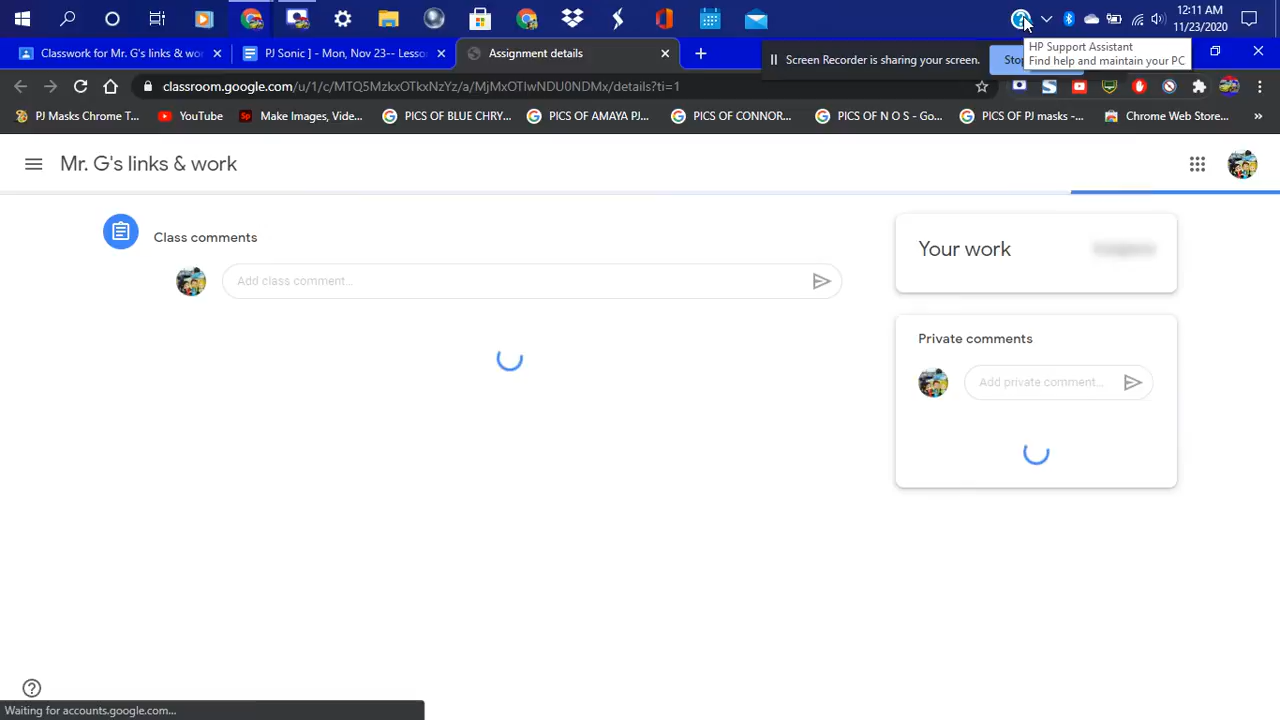 12:11 AM
11/23/2020
HP Support Assistant
Find help and maintain your PC
Classwork for Mr. G's links & wo
PJ Sonic ] - Mon, Nov 23-- Lesso
Assignment details
Screen Recorder is sharing your screen.
classroom.google.com/u/1/c/MTQ5MzkxOTkxNzYz/a/MjMxOTIwNDU0NDMx/details?ti=1
PJ Masks Chrome T...
YouTube
Sp Make Images, Vide...
PICS OF BLUE CHRY...
PICS OF AMAYA PJ...
PICS OF CONNOR...
PICS OF N O S - Go...
PICS OF PJ masks - ...
Chrome Web Store...
Mr. G's links & work
Class comments
Add class comment...
Your work
Private comments
Add private comment...
Waiting for accounts.google.com...